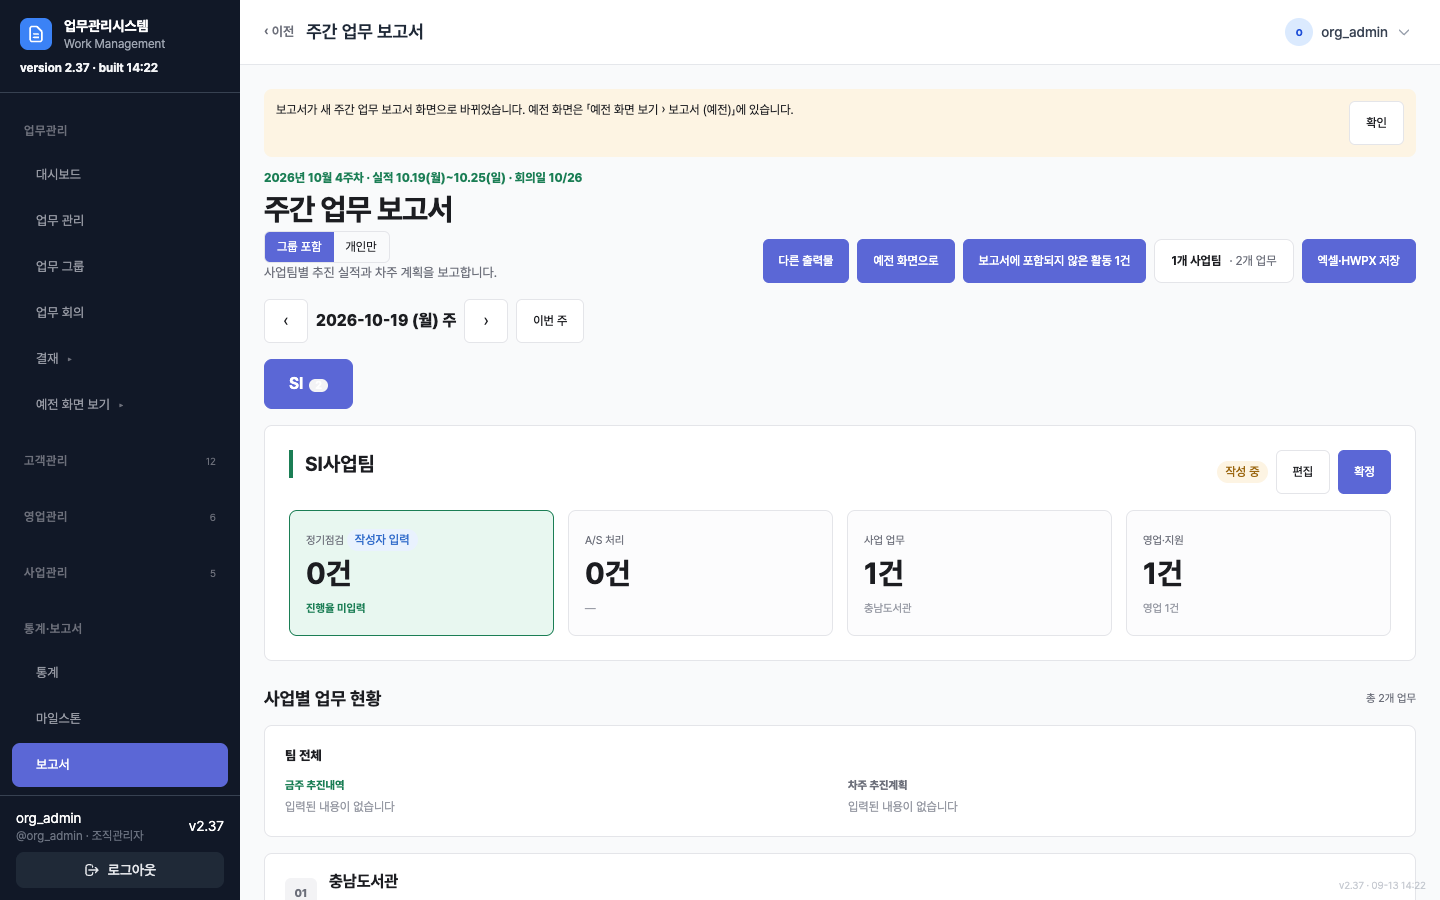 업무관리시스템
Work Management
version 2.37 · built 14:22
업무관리
대시보드
업무 관리
업무 그룹
업무 회의
결재 ▸
예전 화면 보기 ▸
고객관리 12
영업관리 6
사업관리 5
통계·보고서
통계
마일스톤
보고서
org_admin
@org_admin · 조직관리자
v2.37
로그아웃
‹ 이전 주간 업무 보고서
o org_admin
보고서가 새 주간 업무 보고서 화면으로 바뀌었습니다. 예전 화면은 「예전 화면 보기 › 보고서 (예전)」에 있습니다.
확인
2026년 10월 4주차 · 실적 10.19(월)~10.25(일) · 회의일 10/26
주간 업무 보고서
그룹 포함 개인만
사업팀별 추진 실적과 차주 계획을 보고합니다.
다른 출력물 예전 화면으로 보고서에 포함되지 않은 활동 1건 1개 사업팀 · 2개 업무 엑셀·HWPX 저장
‹ 2026-10-19 (월) 주 › 이번 주
SI
SI사업팀
작성 중 편집 확정
정기점검 작성자 입력
0건
진행율 미입력
A/S 처리
0건
—
사업 업무
1건
충남도서관
영업·지원
1건
영업 1건
사업별 업무 현황
총 2개 업무
팀 전체
금주 추진내역
입력된 내용이 없습니다
차주 추진계획
입력된 내용이 없습니다
01 충남도서관
v2.37 · 09-13 14:22